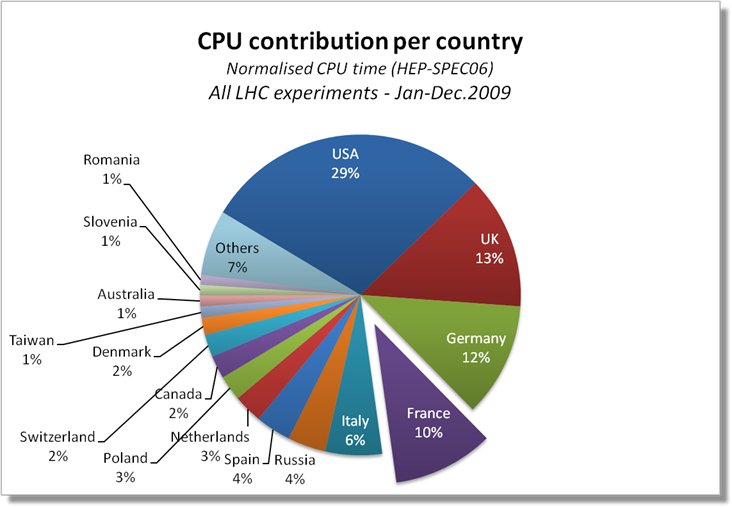 CPU contribution per country
Normalised CPU time (HEP-SPEC06)
All LHC experiments - Jan-Dec.2009
USA
29%
UK
13%
Germany
12%
France
10%
Italy
6%
Russia
4%
Spain
4%
Netherlands
3%
Poland
3%
Canada
2%
Switzerland
2%
Denmark
2%
Taiwan
1%
Australia
1%
Slovenia
1%
Romania
1%
Others
7%